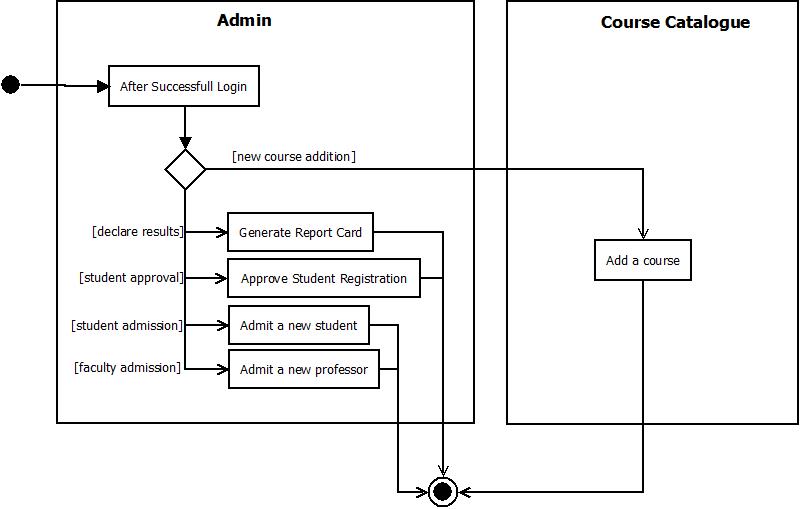 Admin
Course Catalogue
After Successfull Login
[new course addition]
[declare results]
Generate Report Card
[student approval]
Approve Student Registration
Add a course
[student admission]
Admit a new student
[faculty admission]
Admit a new professor